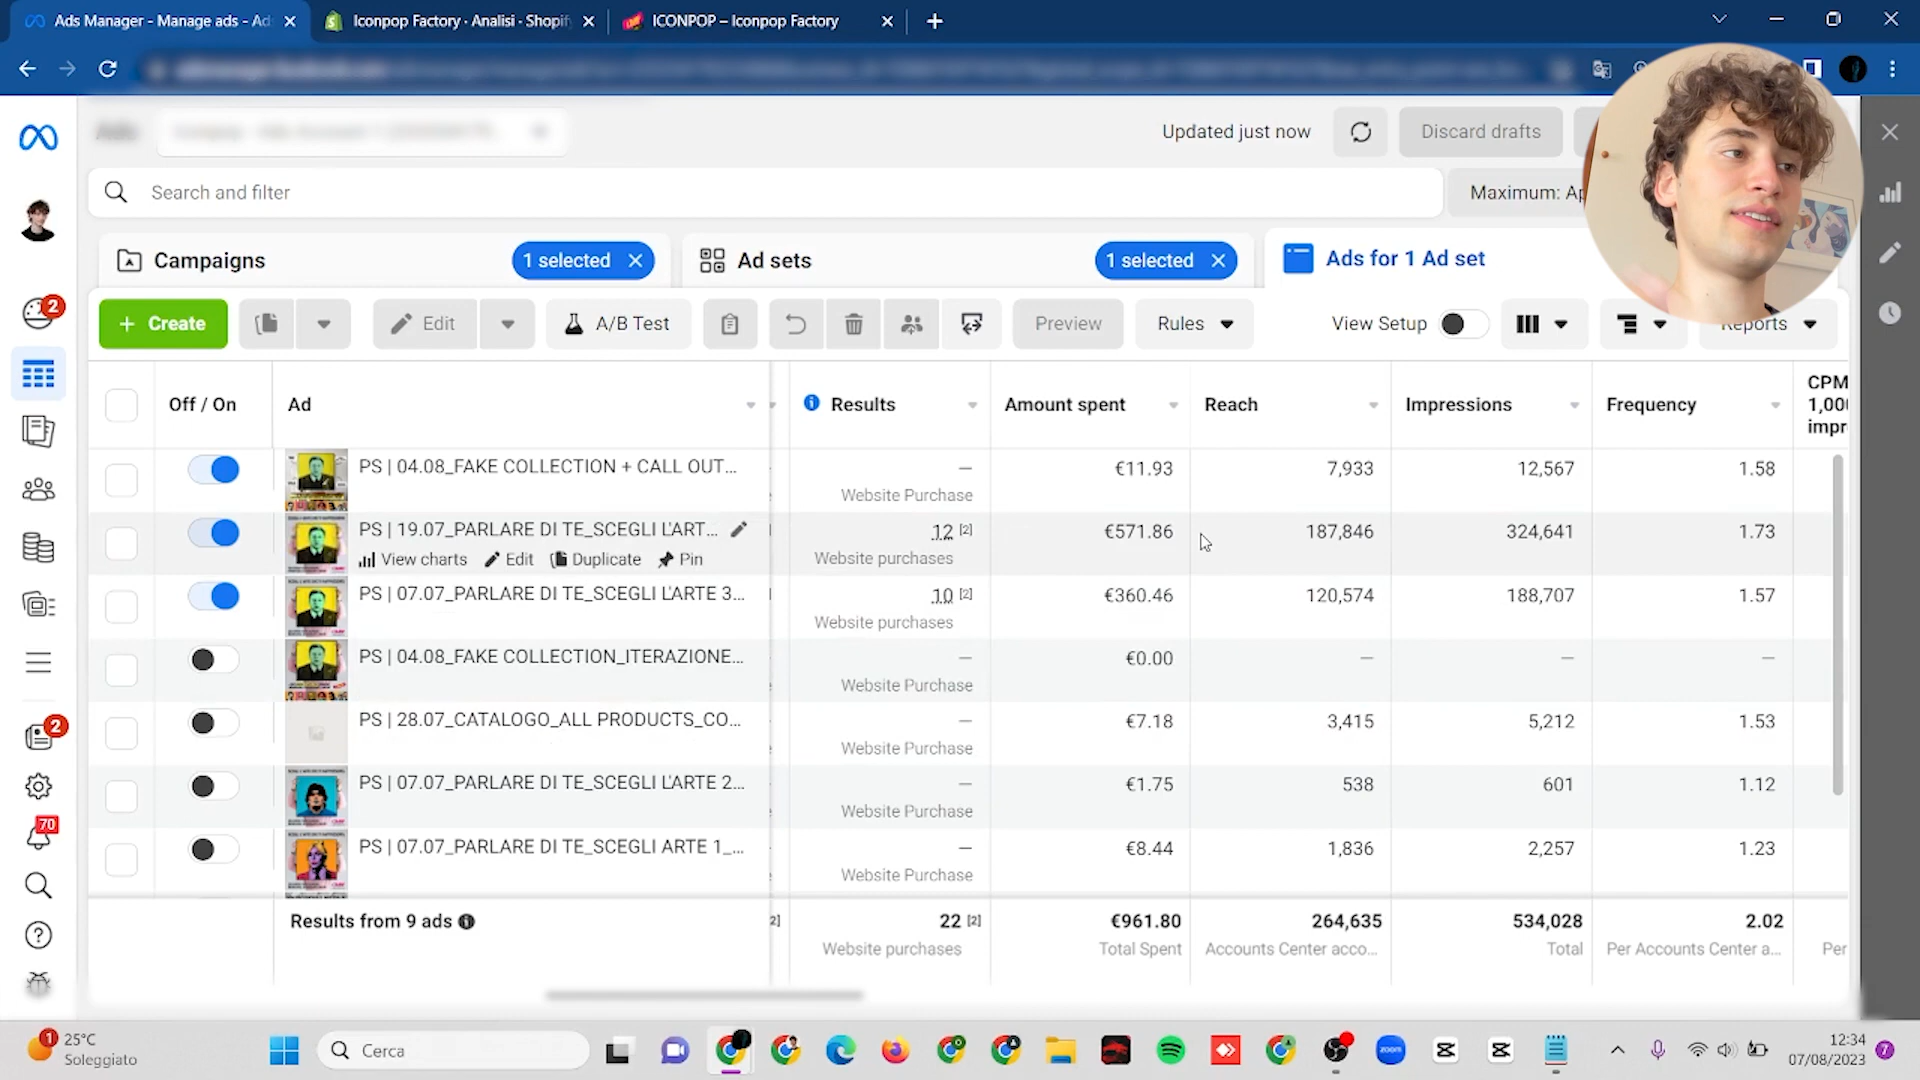 Ads Manager - Manage ads - Ad
Iconpop Factory · Analisi · Shopify
ICONPOP – Iconpop Factory
Updated just now
Discard drafts
Search and filter
Maximum: Ap
Campaigns
1 selected
Ad sets
1 selected
Ads for 1 Ad set
2
+ Create
Edit
A/B Test
Preview
Rules
View Setup
Reports
Off / On
Ad
Results
Amount spent
Reach
Impressions
Frequency
CPM
1,000
impr
PS | 04.08_FAKE COLLECTION + CALL OUT...
—
€11.93
7,933
12,567
1.58
Website Purchase
PS | 19.07_PARLARE DI TE_SCEGLI L'ART...
12 [2]
€571.86
187,846
324,641
1.73
View charts
Edit
Duplicate
Pin
Website purchases
PS | 07.07_PARLARE DI TE_SCEGLI L'ARTE 3...
10 [2]
€360.46
120,574
188,707
1.57
Website purchases
PS | 04.08_FAKE COLLECTION_ITERAZIONE...
—
€0.00
—
—
—
Website Purchase
PS | 28.07_CATALOGO_ALL PRODUCTS_CO...
—
€7.18
3,415
5,212
1.53
Website Purchase
2
PS | 07.07_PARLARE DI TE_SCEGLI L'ARTE 2...
—
€1.75
538
601
1.12
Website Purchase
70
PS | 07.07_PARLARE DI TE_SCEGLI ARTE 1_...
—
€8.44
1,836
2,257
1.23
Website Purchase
Results from 9 ads
2]
22 [2]
€961.80
264,635
534,028
2.02
Website purchases
Total Spent
Accounts Center acco...
Total
Per Accounts Center a...
Per
1
25°C
Soleggiato
Cerca
zoom
12:34
07/08/2023
7